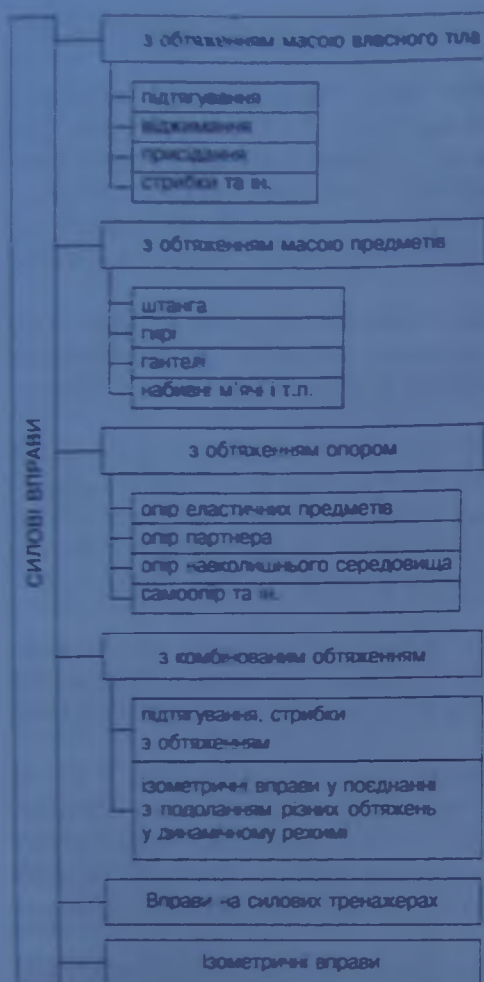 СИЛОВІ ВПРАВИ
з обтяженням масою власного тіла
підтягування
віджимання
присідання
стрибки та ін.
з обтяженням масою предметів
штанга
гирі
гантелі
набивні м'ячі і т.п.
з обтяженням опором
опір еластичних предметів
опір партнера
опір навколишнього середовища
самоопір та ін.
з комбінованим обтяженням
підтягування, стрибки
з обтяженням
ізометричні вправи у поєднанні
з подоланням різних обтяжень
у динамічному режимі
Вправи на силових тренажерах
Ізометричні вправи